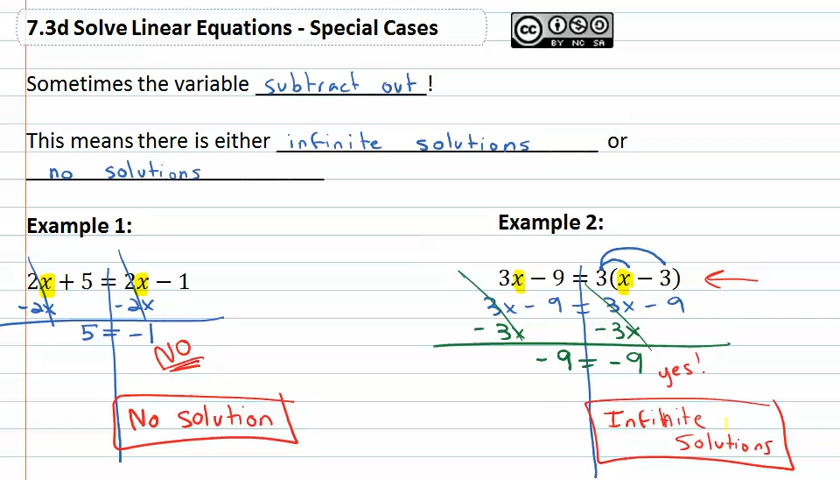 7.3d Solve Linear Equations - Special Cases
cc BY NC SA
Sometimes the variable subtract out!
This means there is either infinite solutions or
no solutions
Example 1:
2x + 5 = 2x − 1
-2x -2x
5 = -1
NO
No Solution
Example 2:
3x − 9 = 3(x − 3)
3x - 9 = 3x - 9
- 3x -3x
-9 = -9
yes!
Infinite
Solutions